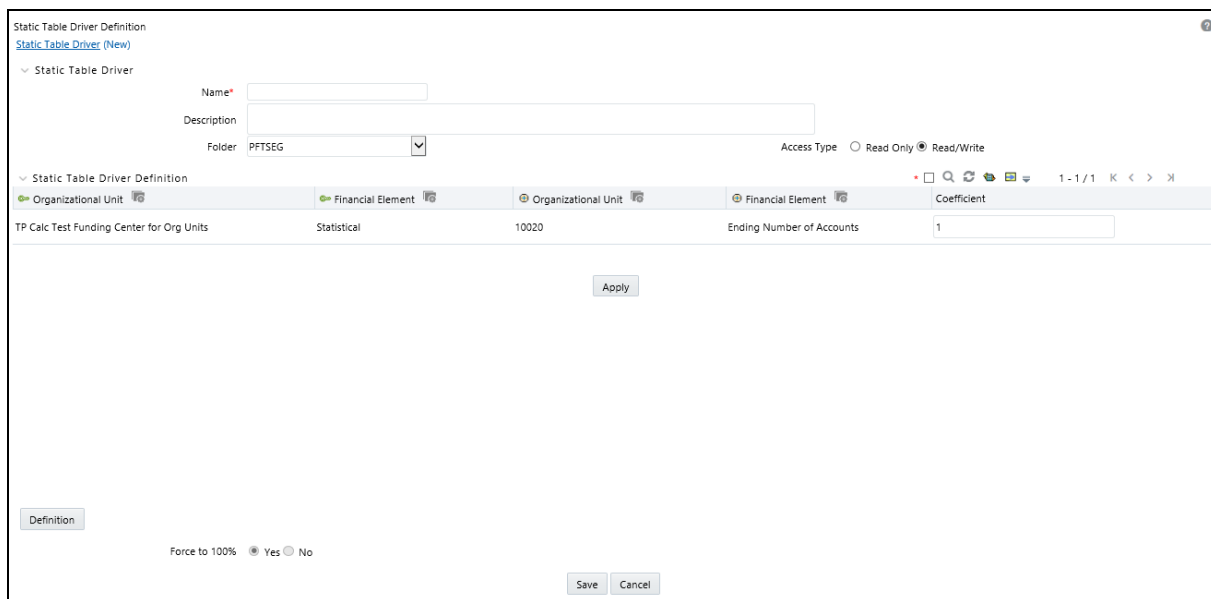 Static Table Driver Definition
Static Table Driver (New)
Static Table Driver
Name*
Description
Folder PFTSEG Access Type Read Only Read/Write
Static Table Driver Definition * 1 - 1 / 1
Organizational Unit Financial Element Organizational Unit Financial Element Coefficient
TP Calc Test Funding Center for Org Units Statistical 10020 Ending Number of Accounts 1
Apply
Definition
Force to 100% Yes No
Save Cancel